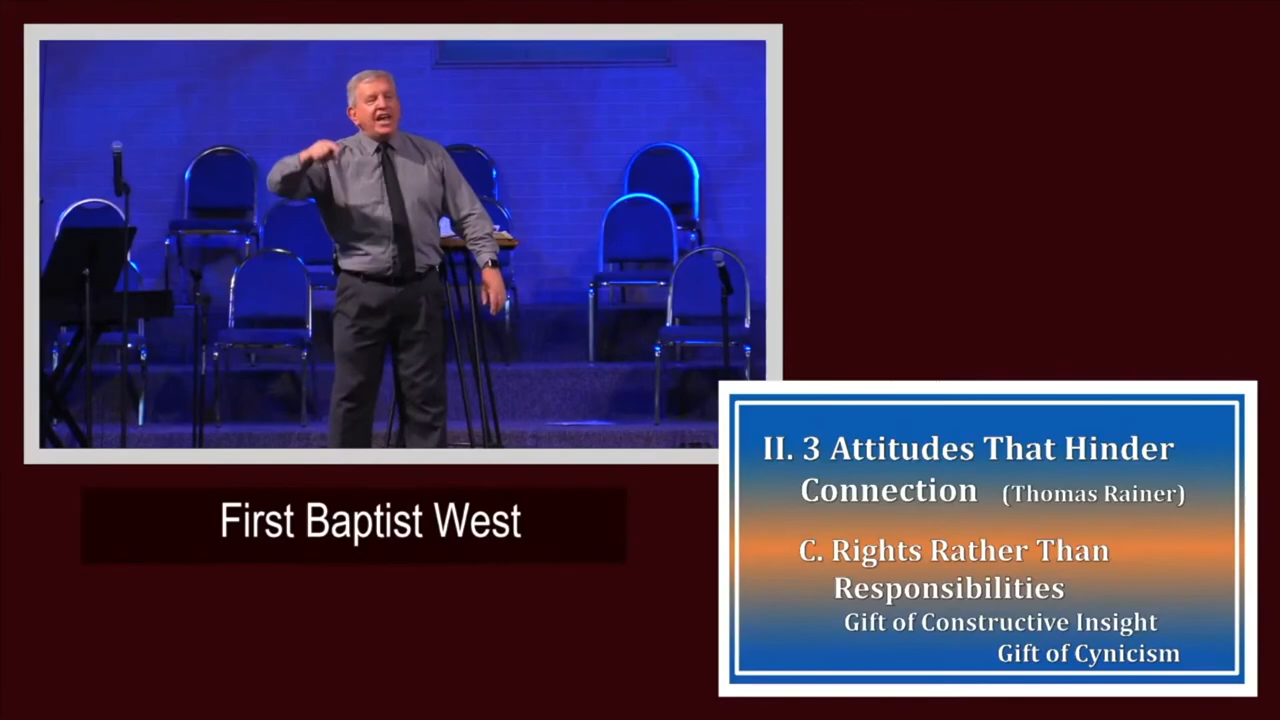 First Baptist West
II. 3 Attitudes That Hinder
Connection (Thomas Rainer)
C. Rights Rather Than
Responsibilities
Gift of Constructive Insight
Gift of Cynicism